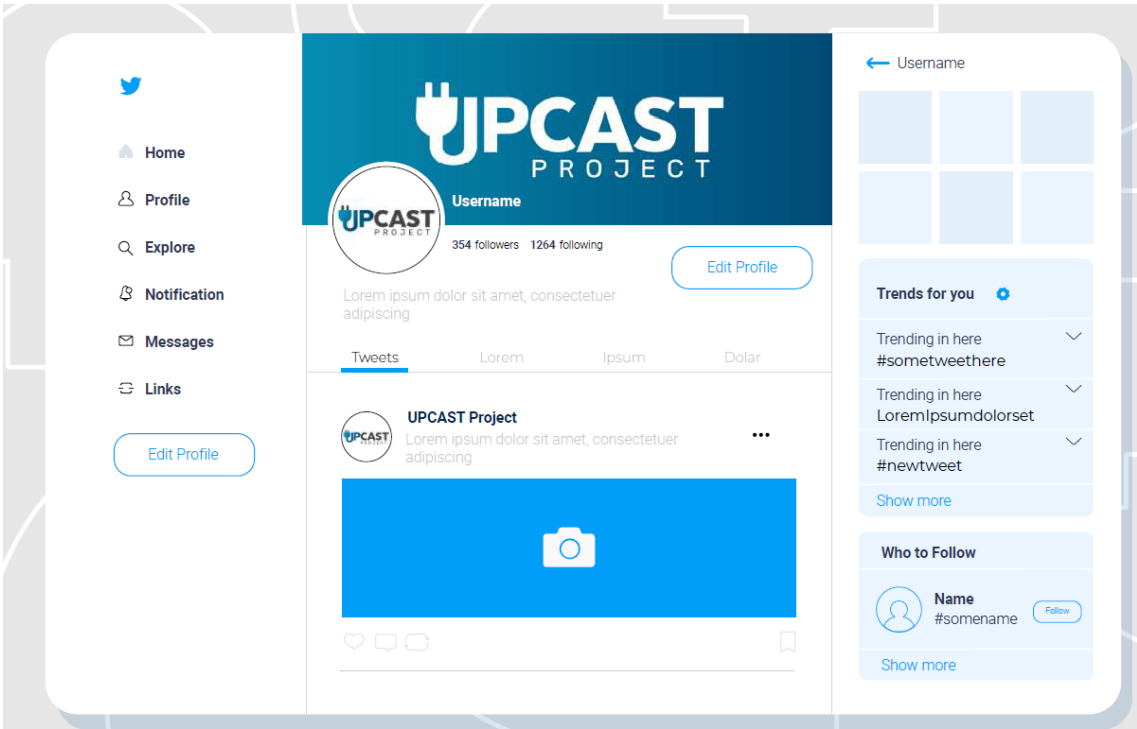 Home
Profile
Explore
Notification
Messages
Links
Edit Profile
UPCAST
PROJECT
UPCAST
PROJECT
Username
354 followers 1264 following
Edit Profile
Lorem ipsum dolor sit amet, consectetuer
adipiscing
Tweets Lorem Ipsum Dolar
UPCAST
UPCAST Project
Lorem ipsum dolor sit amet, consectetuer
adipiscing
Username
Trends for you
Trending in here
#sometweethere
Trending in here
LoremIpsumdolorset
Trending in here
#newtweet
Show more
Who to Follow
Name
#somename
Follow
Show more